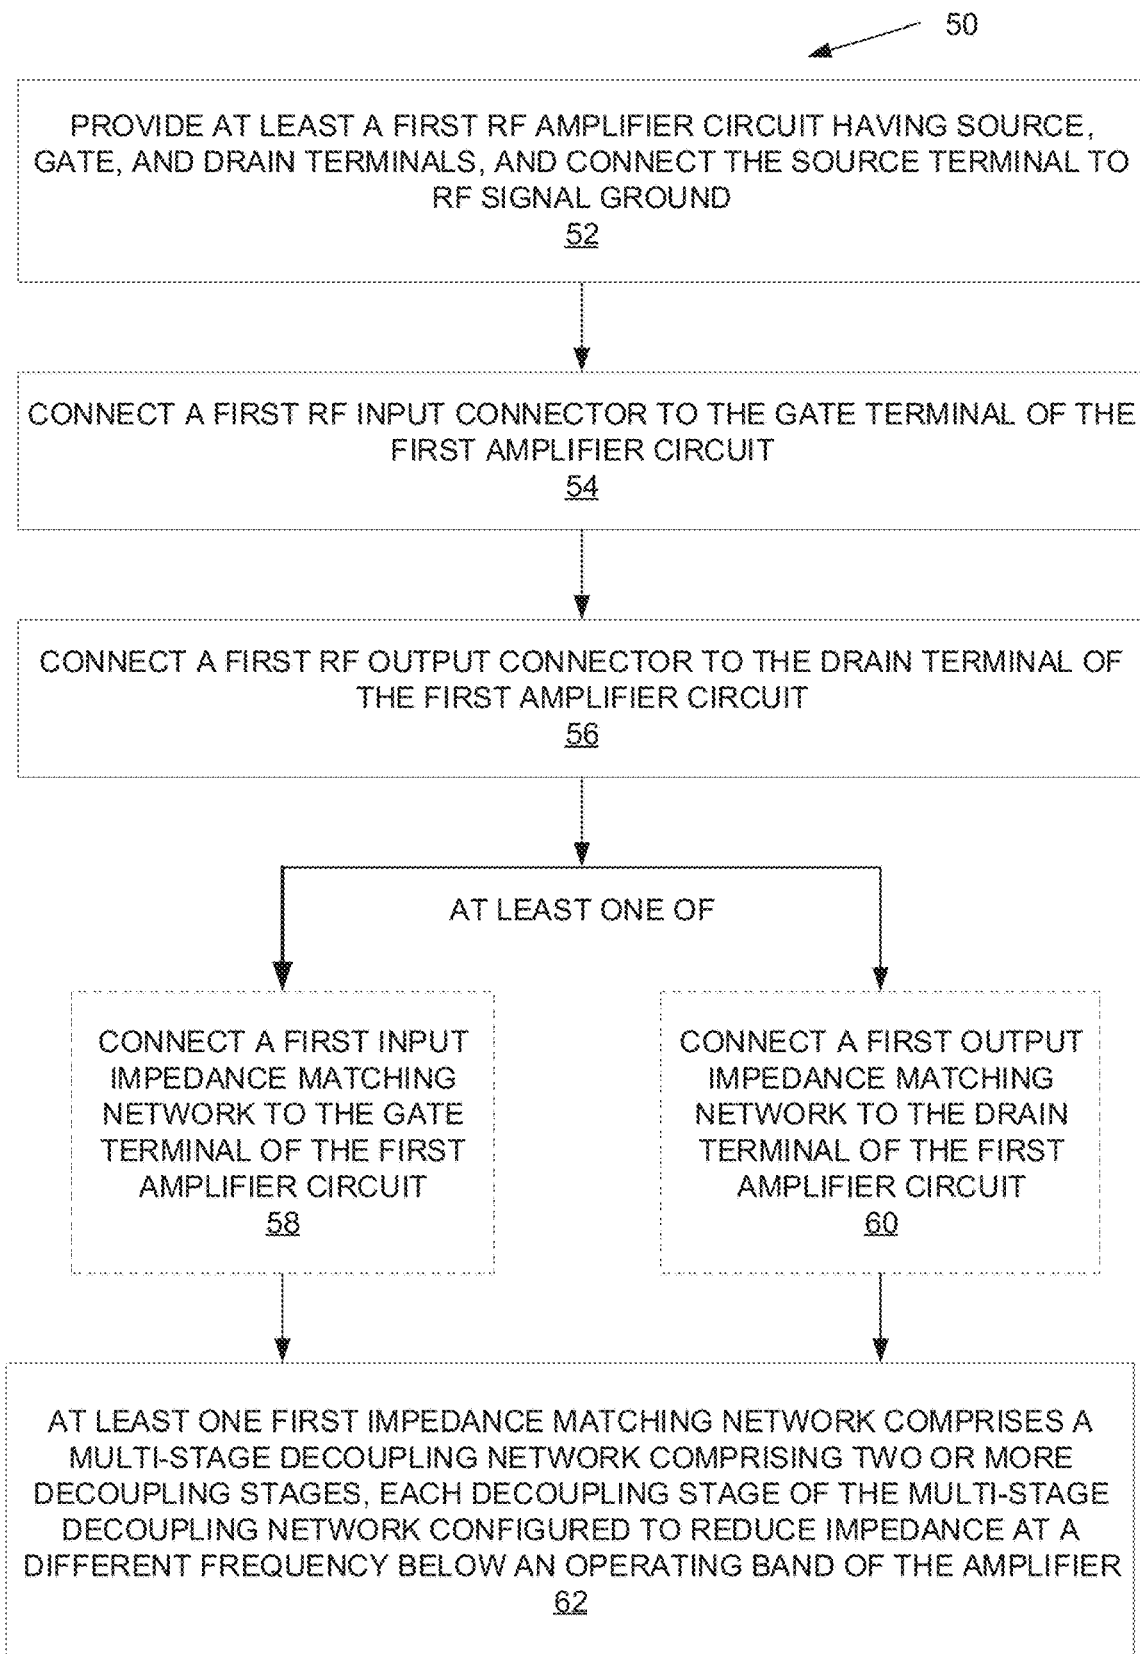 50
PROVIDE AT LEAST A FIRST RF AMPLIFIER CIRCUIT HAVING SOURCE,
GATE, AND DRAIN TERMINALS, AND CONNECT THE SOURCE TERMINAL TO
RF SIGNAL GROUND
52
CONNECT A FIRST RF INPUT CONNECTOR TO THE GATE TERMINAL OF THE
FIRST AMPLIFIER CIRCUIT
54
CONNECT A FIRST RF OUTPUT CONNECTOR TO THE DRAIN TERMINAL OF
THE FIRST AMPLIFIER CIRCUIT
56
AT LEAST ONE OF
CONNECT A FIRST INPUT
IMPEDANCE MATCHING
NETWORK TO THE GATE
TERMINAL OF THE FIRST
AMPLIFIER CIRCUIT
58
CONNECT A FIRST OUTPUT
IMPEDANCE MATCHING
NETWORK TO THE DRAIN
TERMINAL OF THE FIRST
AMPLIFIER CIRCUIT
60
AT LEAST ONE FIRST IMPEDANCE MATCHING NETWORK COMPRISES A
MULTI-STAGE DECOUPLING NETWORK COMPRISING TWO OR MORE
DECOUPLING STAGES, EACH DECOUPLING STAGE OF THE MULTI-STAGE
DECOUPLING NETWORK CONFIGURED TO REDUCE IMPEDANCE AT A
DIFFERENT FREQUENCY BELOW AN OPERATING BAND OF THE AMPLIFIER
62